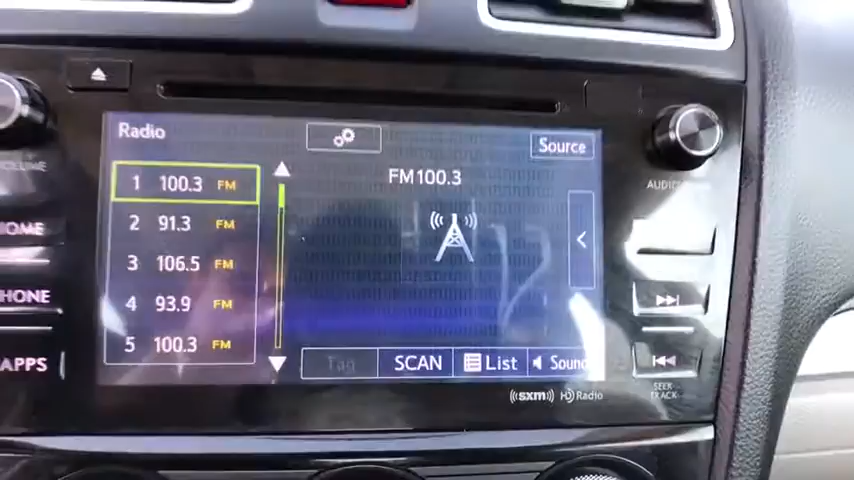 Radio
Source
FM100.3
1 100.3 FM
2 91.3 FM
3 106.5 FM
4 93.9 FM
5 100.3 FM
Tag
SCAN
List
Sound
((sxm))
HD Radio
VOLUME
HOME
PHONE
APPS
AUDIO
SEEK
TRACK